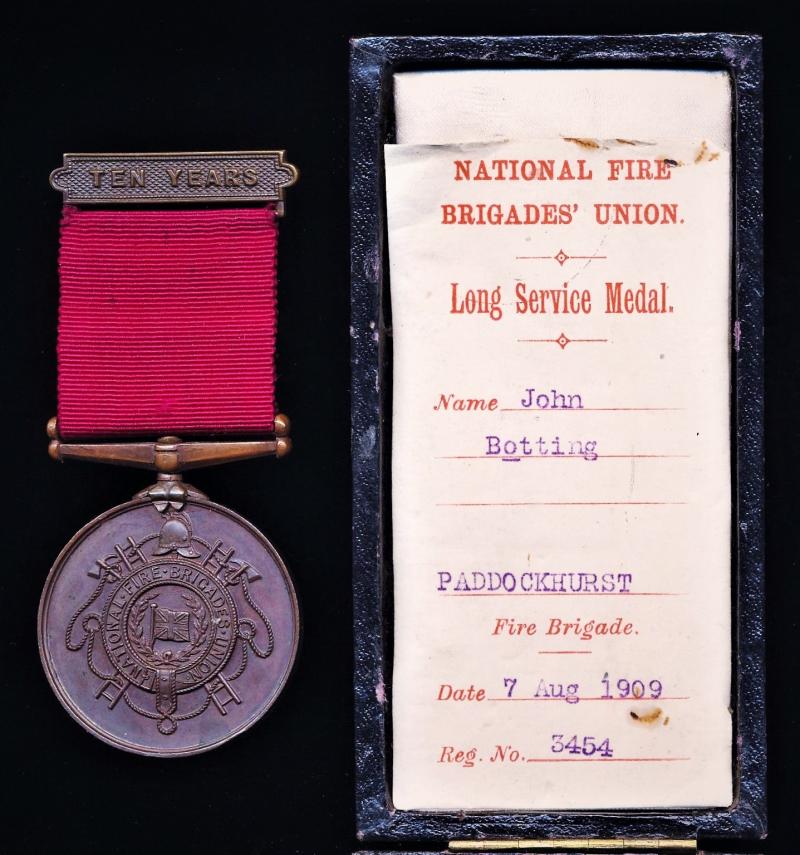 TEN YEARS
NATIONAL·FIRE·BRIGADES·UNION
NATIONAL FIRE
BRIGADES' UNION.
Long Service Medal.
Name John
Botting
PADDOCKHURST
Fire Brigade.
Date 7 Aug 1909
Reg. No. 3454